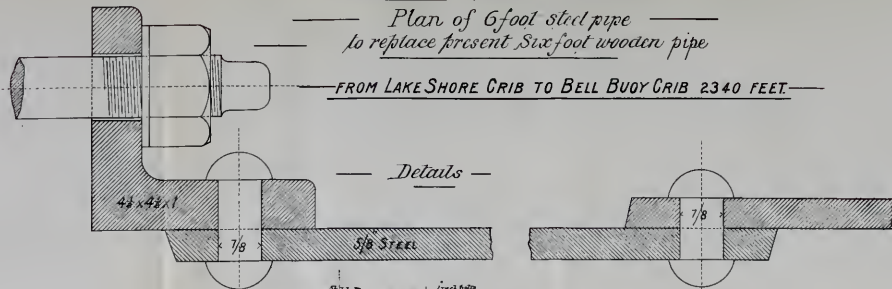 Plan of 6 foot steel pipe
to replace present Six foot wooden pipe
FROM LAKE SHORE CRIB TO BELL BUOY CRIB 2340 FEET.
Details
4½ x 4½ x 1
7/8
5/8" STEEL
7/8